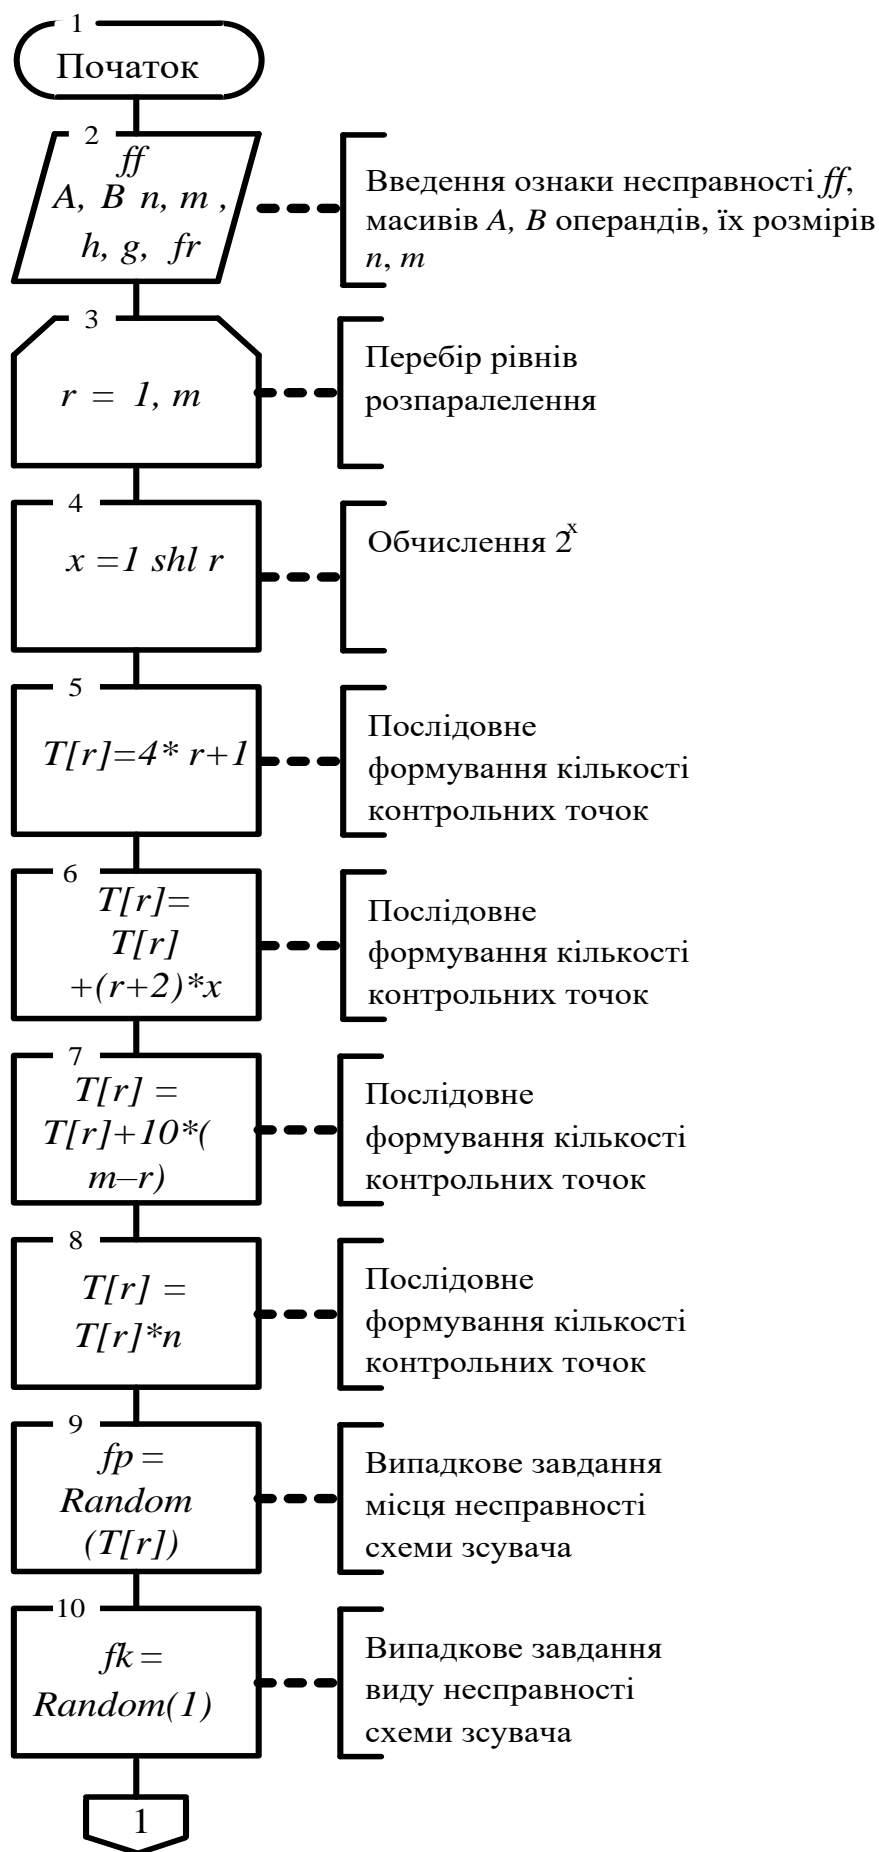 1
Початок
2
ff
A, B n, m ,
h, g, fr
Введення ознаки несправності ff,
масивів A, B операндів, їх розмірів
n, m
3
r = 1, m
Перебір рівнів
розпаралелення
4
x =1 shl r
Обчислення 2^x
5
T[r]=4* r+1
Послідовне
формування кількості
контрольних точок
6
T[r]=
T[r]
+(r+2)*x
Послідовне
формування кількості
контрольних точок
7
T[r] =
T[r]+10*(
m–r)
Послідовне
формування кількості
контрольних точок
8
T[r] =
T[r]*n
Послідовне
формування кількості
контрольних точок
9
fp =
Random
(T[r])
Випадкове завдання
місця несправності
схеми зсувача
10
fk =
Random(1)
Випадкове завдання
виду несправності
схеми зсувача
1